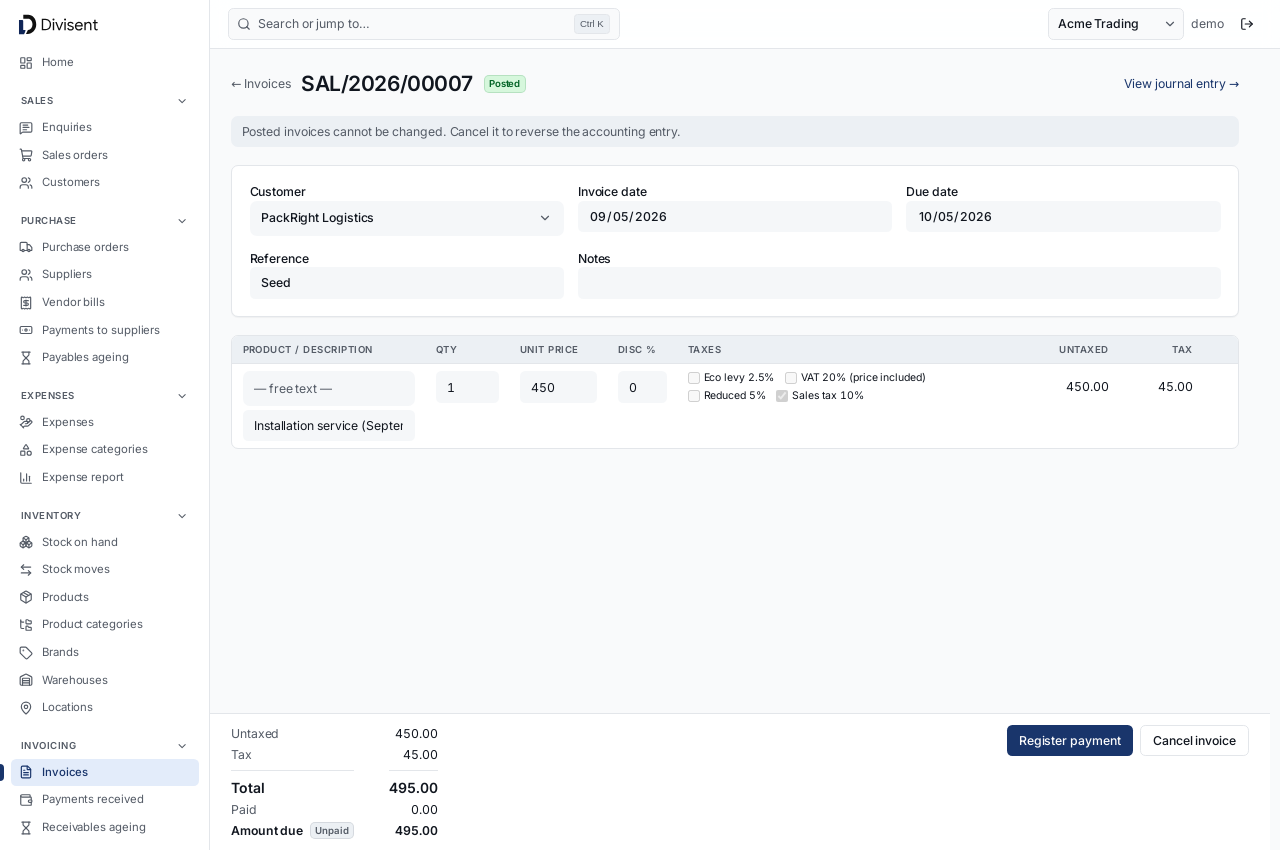 Divisent
Search or jump to...
Ctrl K
Acme Trading
demo
Home
SALES
Enquiries
Sales orders
Customers
PURCHASE
Purchase orders
Suppliers
Vendor bills
Payments to suppliers
Payables ageing
EXPENSES
Expenses
Expense categories
Expense report
INVENTORY
Stock on hand
Stock moves
Products
Product categories
Brands
Warehouses
Locations
INVOICING
Invoices
Payments received
Receivables ageing
← Invoices SAL/2026/00007 Posted
View journal entry →
Posted invoices cannot be changed. Cancel it to reverse the accounting entry.
Customer Invoice date Due date
PackRight Logistics 09/05/2026 10/05/2026
Reference Notes
Seed
PRODUCT / DESCRIPTION QTY UNIT PRICE DISC % TAXES UNTAXED TAX
— free text — 1 450 0 Eco levy 2.5% VAT 20% (price included) 450.00 45.00
Reduced 5% Sales tax 10%
Installation service (Septer
Untaxed 450.00
Tax 45.00
Total 495.00
Paid 0.00
Amount due Unpaid 495.00
Register payment Cancel invoice